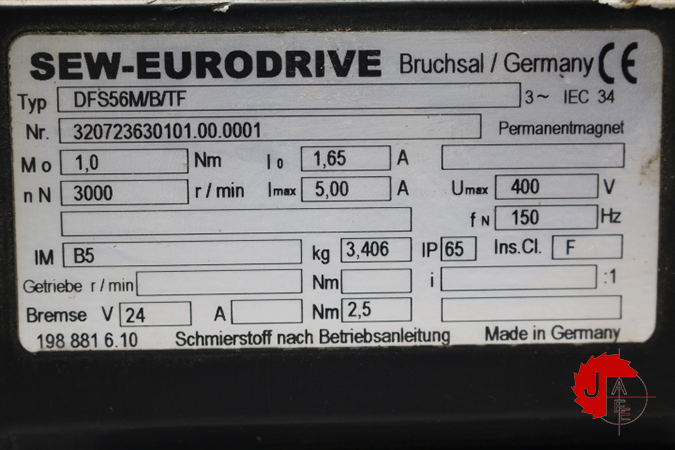 SEW-EURODRIVE Bruchsal / Germany CE
Typ DFS56M/B/TF 3~ IEC 34
Nr. 320723630101.00.0001 Permanentmagnet
Mo 1,0 Nm I0 1,65 A
nN 3000 r/min Imax 5,00 A Umax 400 V
fN 150 Hz
IM B5 kg 3,406 IP 65 Ins.Cl. F
Getriebe r/min Nm i :1
Bremse V 24 A Nm 2,5
198 881 6.10 Schmierstoff nach Betriebsanleitung Made in Germany
J